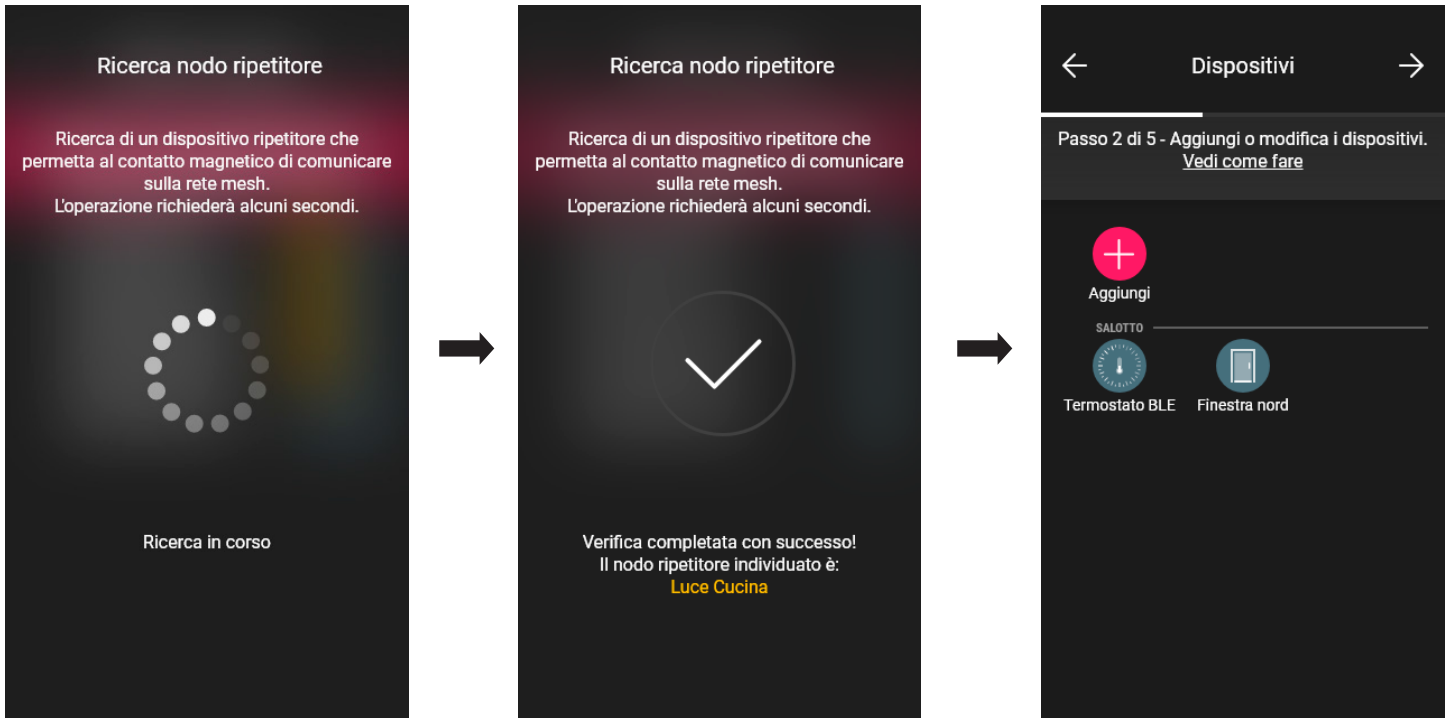 Ricerca nodo ripetitore
Ricerca di un dispositivo ripetitore che
permetta al contatto magnetico di comunicare
sulla rete mesh.
L'operazione richiederà alcuni secondi.
Ricerca in corso
Ricerca nodo ripetitore
Ricerca di un dispositivo ripetitore che
permetta al contatto magnetico di comunicare
sulla rete mesh.
L'operazione richiederà alcuni secondi.
Verifica completata con successo!
Il nodo ripetitore individuato è:
Luce Cucina
Dispositivi
Passo 2 di 5 - Aggiungi o modifica i dispositivi.
Vedi come fare
Aggiungi
SALOTTO
Termostato BLE
Finestra nord